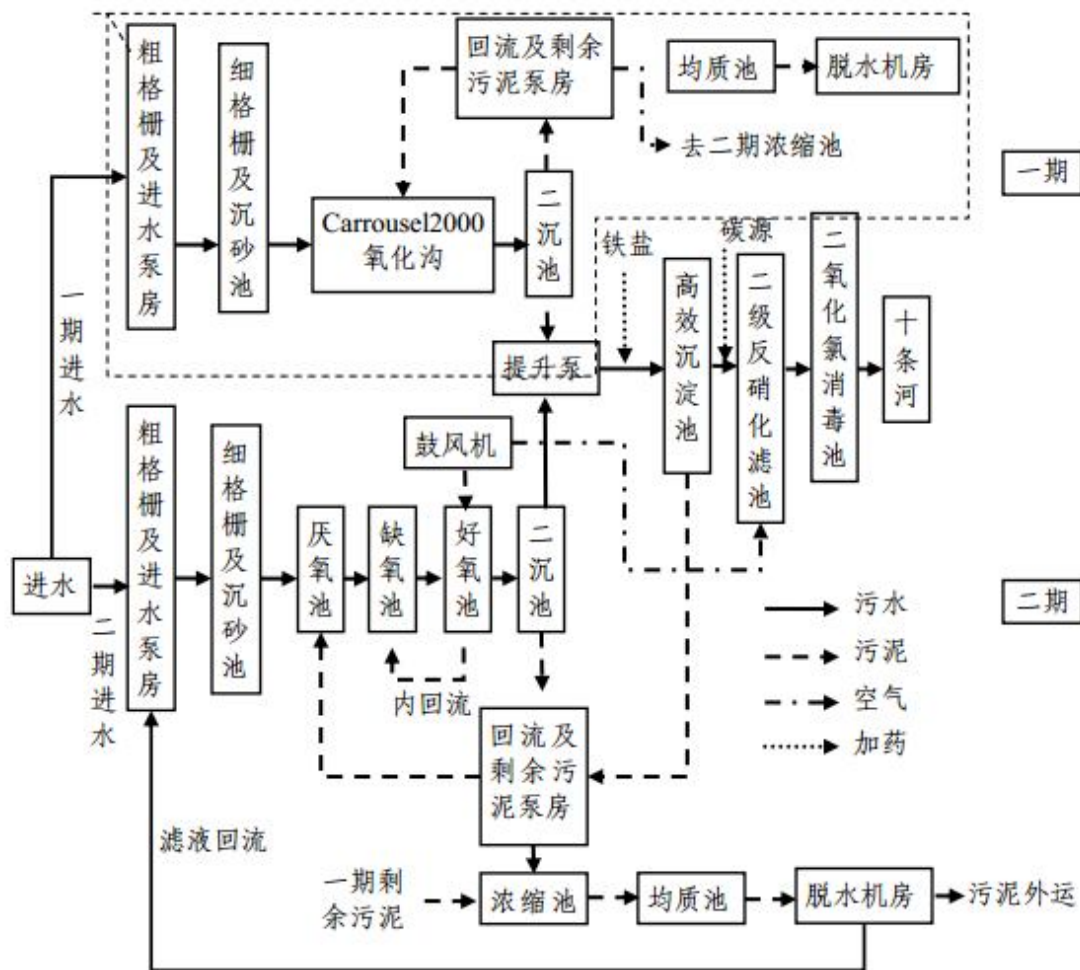 粗格栅及进水泵房
细格栅及沉砂池
回流及剩余
污泥泵房
均质池
脱水机房
去二期浓缩池
一期
Carrousel2000
氧化沟
二沉池
铁盐
碳源
高效沉淀池
二级反硝化滤池
二氧化氯消毒池
十条河
一期进水
提升泵
粗格栅及进水泵房
细格栅及沉砂池
鼓风机
厌氧池
缺氧池
好氧池
二沉池
进水
二期进水
内回流
污水
污泥
空气
加药
二期
回流及
剩余污
泥泵房
滤液回流
一期剩
余污泥
浓缩池
均质池
脱水机房
污泥外运